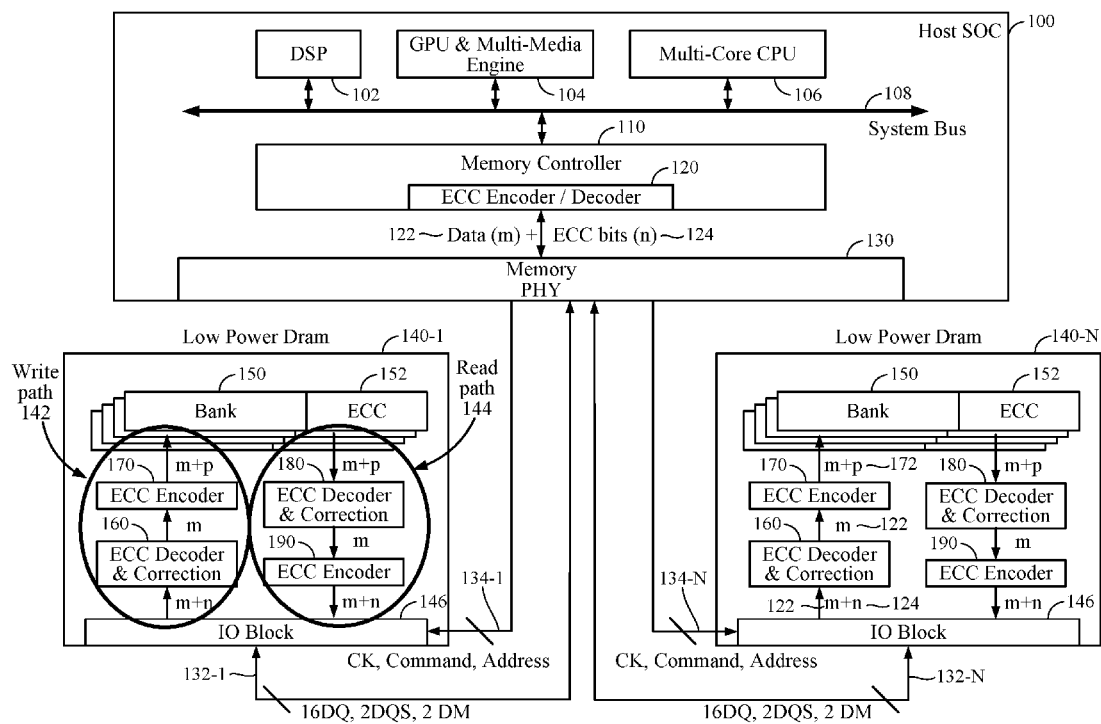 100
Host SOC
DSP
GPU & Multi-Media
Engine
Multi-Core CPU
102
104
106
108
System Bus
110
Memory Controller
120
ECC Encoder / Decoder
122 Data (m) + ECC bits (n) 124
130
Memory
PHY
Low Power Dram
140-1
Write
path
142
150
152
Read
path
144
Bank
ECC
170
m+p
180
m+p
ECC Encoder
ECC Decoder
& Correction
160
m
m
ECC Decoder
& Correction
190
ECC Encoder
m+n
m+n
146
IO Block
134-1
CK, Command, Address
132-1
16DQ, 2DQS, 2 DM
Low Power Dram
140-N
150
152
Bank
ECC
170
m+p 172
180
m+p
ECC Encoder
ECC Decoder
& Correction
160
m 122
m
ECC Decoder
& Correction
190
ECC Encoder
122 m+n 124
m+n
146
IO Block
134-N
CK, Command, Address
132-N
16DQ, 2DQS, 2 DM